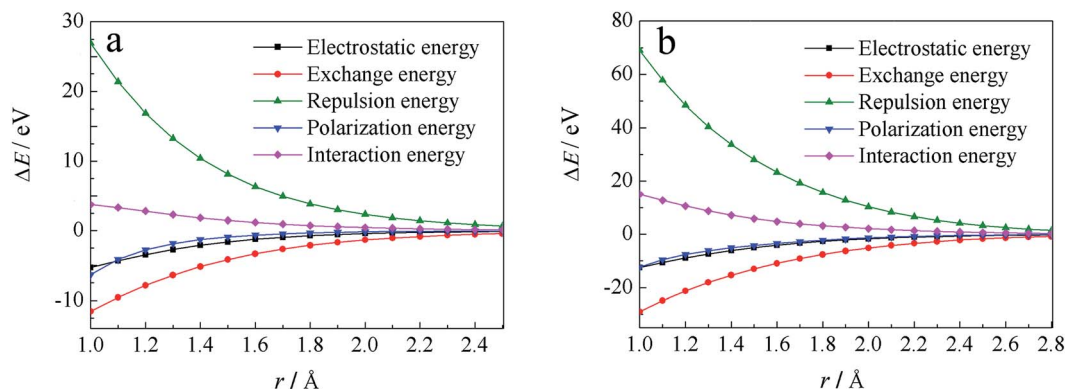 a
Electrostatic energy
Exchange energy
Repulsion energy
Polarization energy
Interaction energy
30
20
10
0
-10
ΔE / eV
1.0 1.2 1.4 1.6 1.8 2.0 2.2 2.4
r / Å
b
Electrostatic energy
Exchange energy
Repulsion energy
Polarization energy
Interaction energy
80
60
40
20
0
-20
ΔE / eV
1.0 1.2 1.4 1.6 1.8 2.0 2.2 2.4 2.6 2.8
r / Å